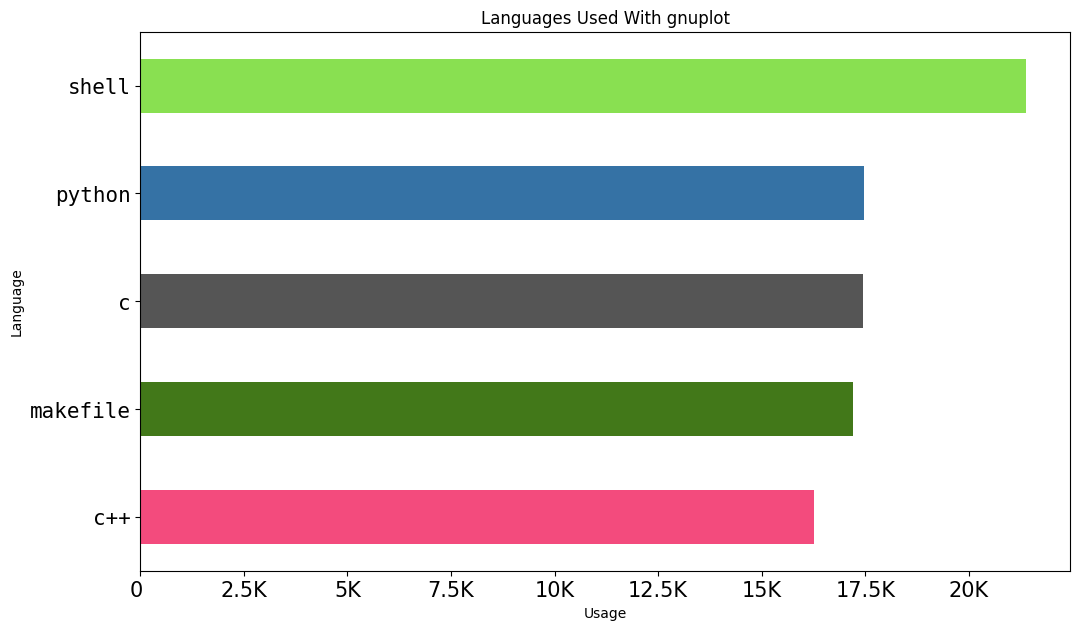 Languages Used With gnuplot
shell
python
c
makefile
c++
Language
0 2.5K 5K 7.5K 10K 12.5K 15K 17.5K 20K
Usage